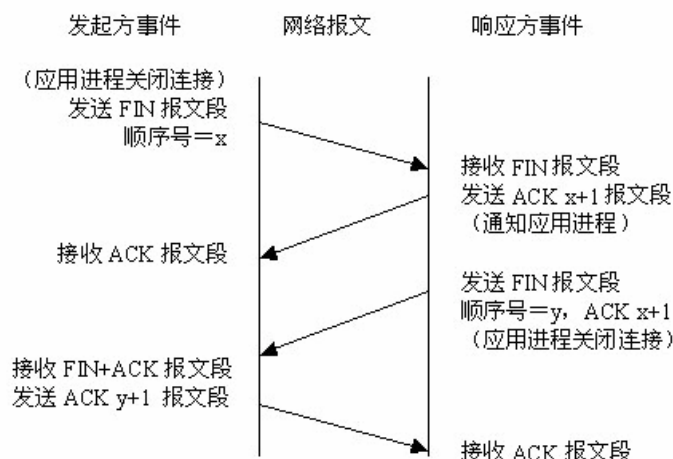 发起方事件 网络报文 响应方事件
（应用进程关闭连接）
发送 FIN 报文段
顺序号＝x
接收 FIN 报文段
发送 ACK x+1 报文段
（通知应用进程）
接收 ACK 报文段
发送 FIN 报文段
顺序号＝y，ACK x+1
（应用进程关闭连接）
接收 FIN+ACK 报文段
发送 ACK y+1 报文段
接收 ACK 报文段